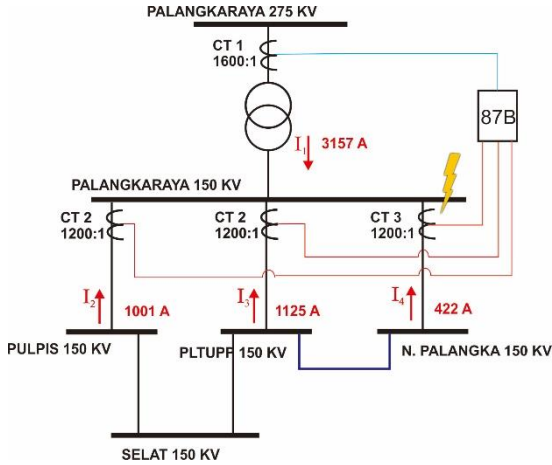 PALANGKARAYA 275 KV
CT 1
1600:1
87B
I1
3157 A
PALANGKARAYA 150 KV
CT 2
1200:1
CT 2
1200:1
CT 3
1200:1
I2
1001 A
I3
1125 A
I4
422 A
PULPIS 150 KV
PLTUPP 150 KV
N. PALANGKA 150 KV
SELAT 150 KV